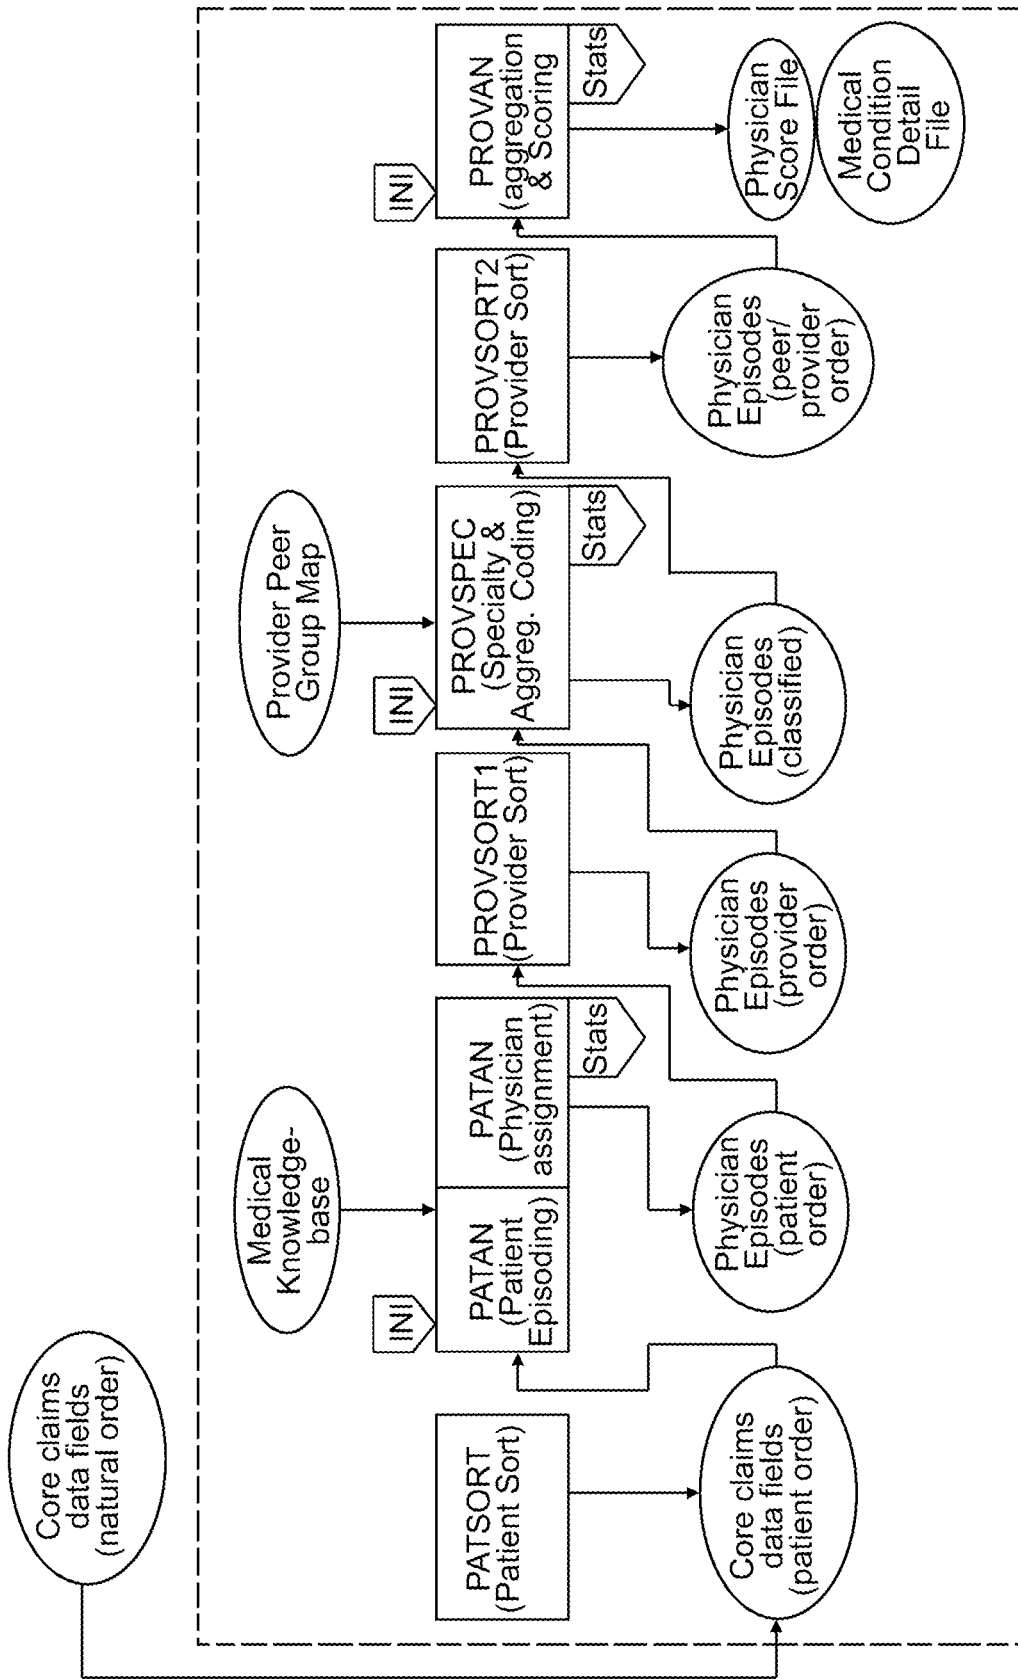 Core claims
data fields
(natural order)
Medical
Knowledge-
base
Provider Peer
Group Map
INI
INI
INI
PATSORT
(Patient Sort)
PATAN
(Patient
Episoding)
PATAN
(Physician
assignment)
PROVSORT1
(Provider Sort)
PROVSPEC
(Specialty &
Aggreg. Coding)
PROVSORT2
(Provider Sort)
PROVAN
(aggregation
& Scoring
Stats
Stats
Stats
Core claims
data fields
(patient order)
Physician
Episodes
(patient
order)
Physician
Episodes
(provider
order)
Physician
Episodes
(classified)
Physician
Episodes
(peer/
provider
order)
Physician
Score File
Medical
Condition
Detail
File